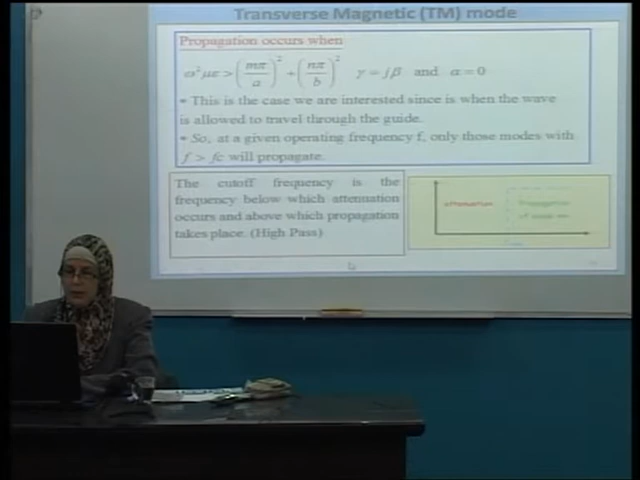 Transverse Magnetic (TM) mode
Propagation occurs when
ω²με > (mπ/a)² + (nπ/b)² γ = jβ and α = 0
• This is the case we are interested since is when the wave
is allowed to travel through the guide.
• So, at a given operating frequency f, only those modes with
f > fc will propagate.
The cutoff frequency is the
frequency below which attenuation
occurs and above which propagation
takes place. (High Pass)
attenuation
Propagation